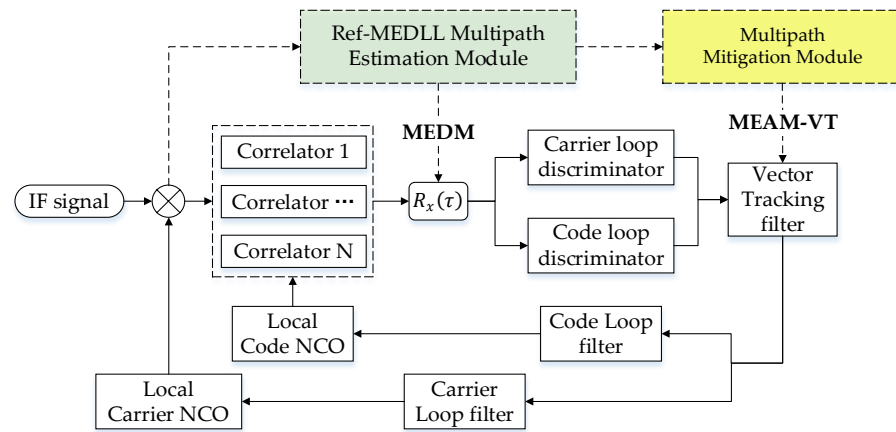 Ref-MEDLL Multipath
Estimation Module
Multipath
Mitigation Module
MEDM
MEAM-VT
Correlator 1
Correlator ···
Correlator N
IF signal
R_x(τ)
Carrier loop
discriminator
Code loop
discriminator
Vector
Tracking
filter
Local
Code NCO
Code Loop
filter
Local
Carrier NCO
Carrier
Loop filter